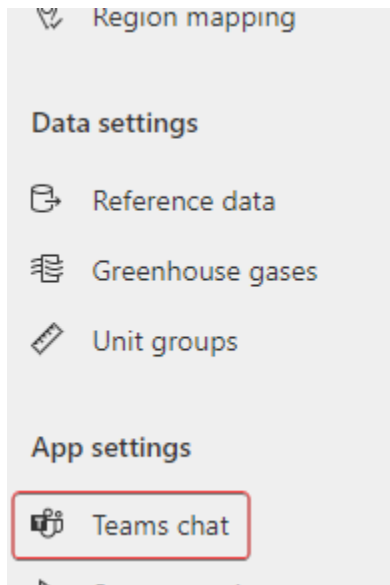 Region mapping
Data settings
Reference data
Greenhouse gases
Unit groups
App settings
Teams chat